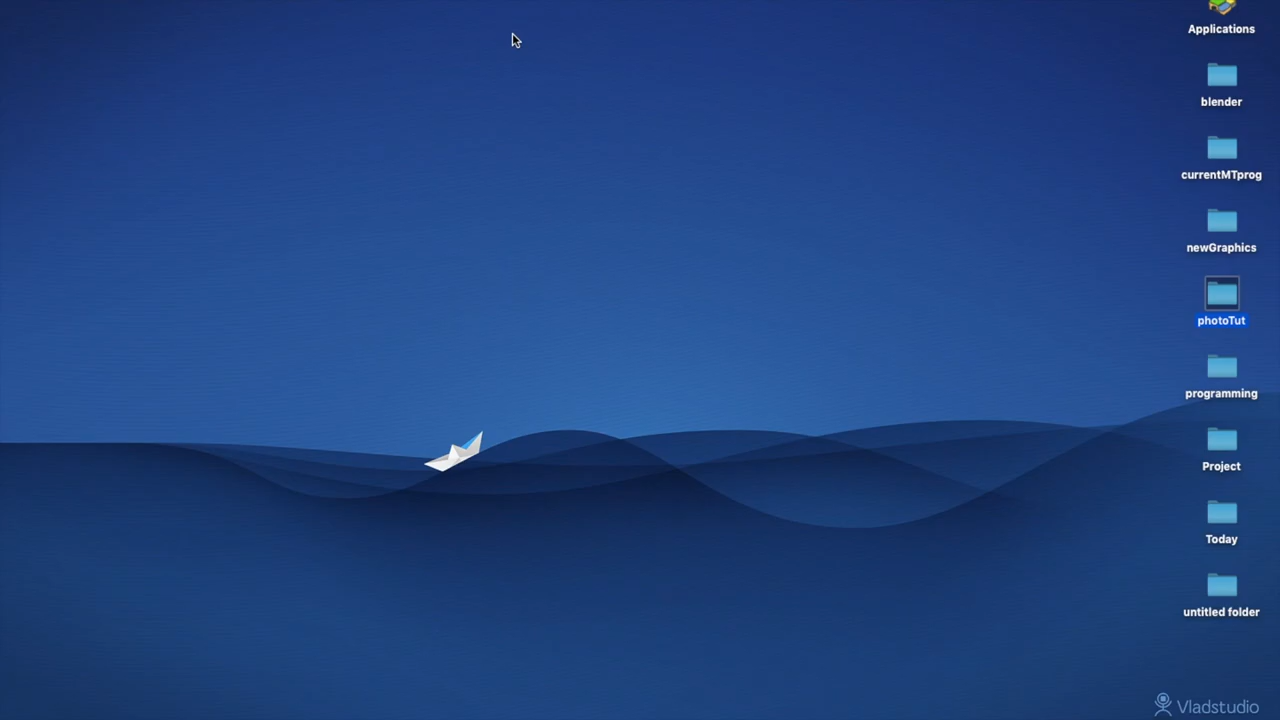 Applications
blender
currentMTprog
newGraphics
photoTut
programming
Project
Today
untitled folder
Vladstudio